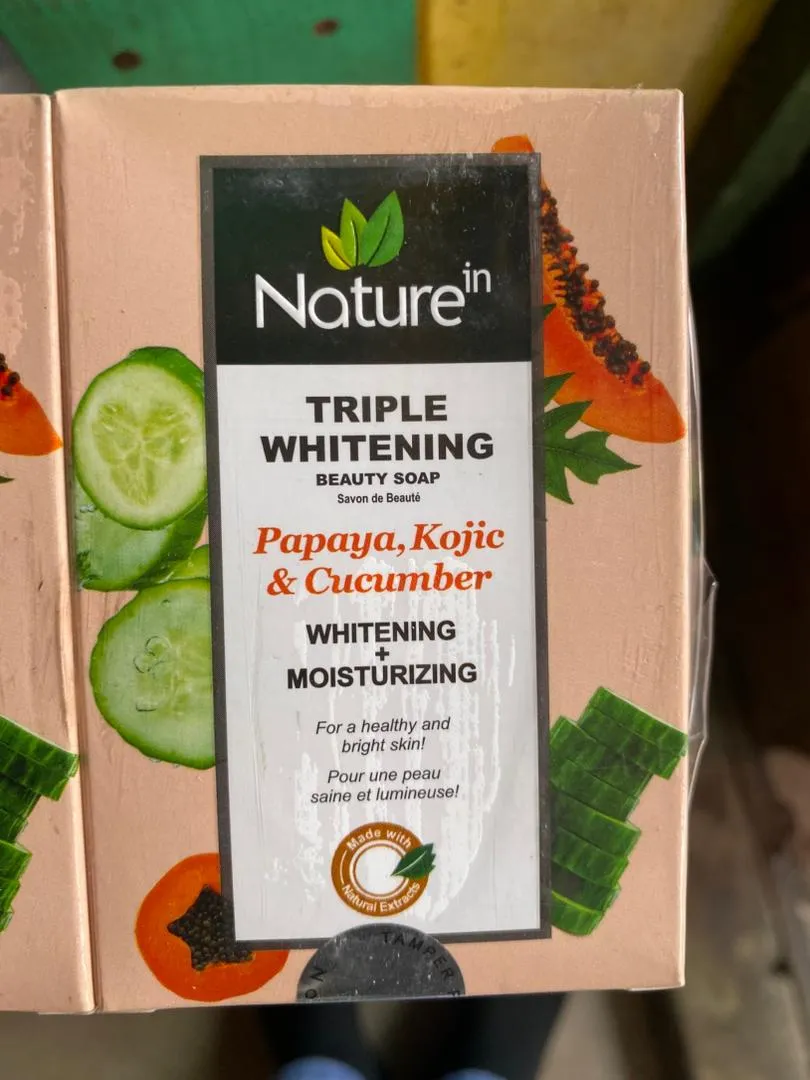 Nature in
TRIPLE
WHITENING
BEAUTY SOAP
Savon de Beauté
Papaya, Kojic
& Cucumber
WHITENING
+
MOISTURIZING
For a healthy and
bright skin!
Pour une peau
saine et lumineuse!
Made with
Natural Extracts
TAMPER